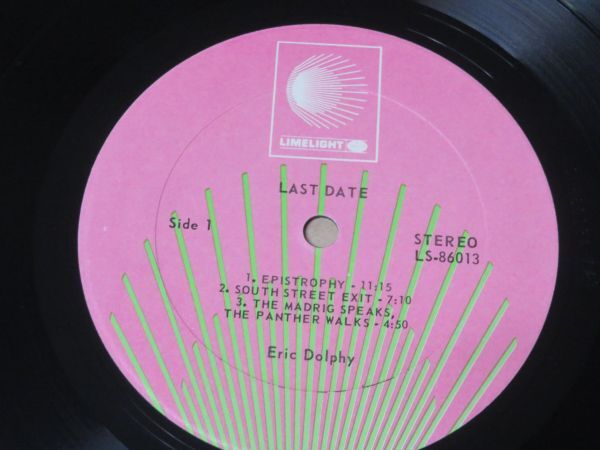 LIMELIGHT
LAST DATE
Side 1
STEREO
LS-86013
1. EPISTROPHY - 11:15
2. SOUTH STREET EXIT - 7:10
3. THE MADRIG SPEAKS,
THE PANTHER WALKS - 4:50
Eric Dolphy